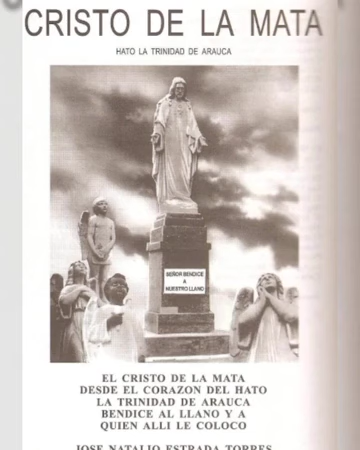 CRISTO DE LA MATA
HATO LA TRINIDAD DE ARAUCA
SEÑOR BENDICE
A
NUESTRO LLANO
EL CRISTO DE LA MATA
DESDE EL CORAZON DEL HATO
LA TRINIDAD DE ARAUCA
BENDICE AL LLANO Y A
QUIEN ALLI LE COLOCO
JOSE NATALIO ESTRADA TORRES